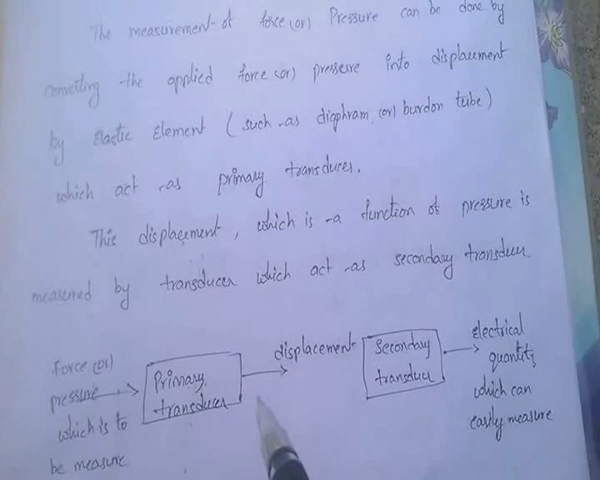 The measurement of force (or) Pressure can be done by
converting the applied force (or) pressure into displacement
by Elastic Element (such as diaphram (or) burdon tube)
which act as primary transducer.
This displacement, which is a function of pressure is
measured by transducer which act as secondary transducer
Force (or)
pressure
which is to
be measure
Primary
transducer
displacement
Secondary
transducer
electrical
quantity
which can
easily measure